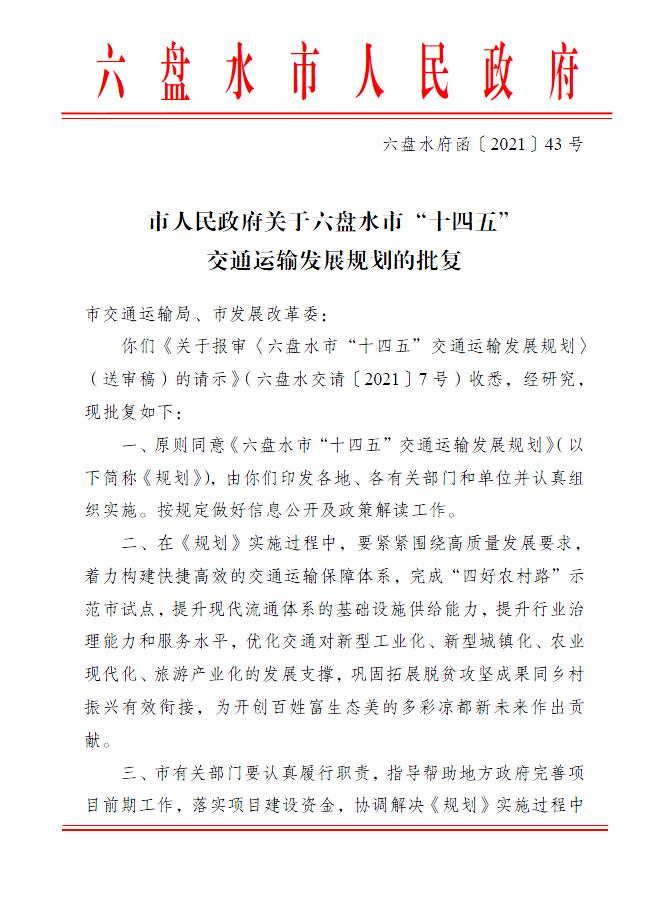 六盘水市人民政府
六盘水府函〔2021〕43号
市人民政府关于六盘水市“十四五”
交通运输发展规划的批复
市交通运输局、市发展改革委：
你们《关于报审〈六盘水市“十四五”交通运输发展规划〉
（送审稿）的请示》（六盘水交请〔2021〕7号）收悉，经研究，
现批复如下：
一、原则同意《六盘水市“十四五”交通运输发展规划》（以
下简称《规划》），由你们印发各地、各有关部门和单位并认真组
织实施。按规定做好信息公开及政策解读工作。
二、在《规划》实施过程中，要紧紧围绕高质量发展要求，
着力构建快捷高效的交通运输保障体系，完成“四好农村路”示
范市试点，提升现代流通体系的基础设施供给能力，提升行业治
理能力和服务水平，优化交通对新型工业化、新型城镇化、农业
现代化、旅游产业化的发展支撑，巩固拓展脱贫攻坚成果同乡村
振兴有效衔接，为开创百姓富生态美的多彩凉都新未来作出贡
献。
三、市有关部门要认真履行职责，指导帮助地方政府完善项
目前期工作，落实项目建设资金，协调解决《规划》实施过程中